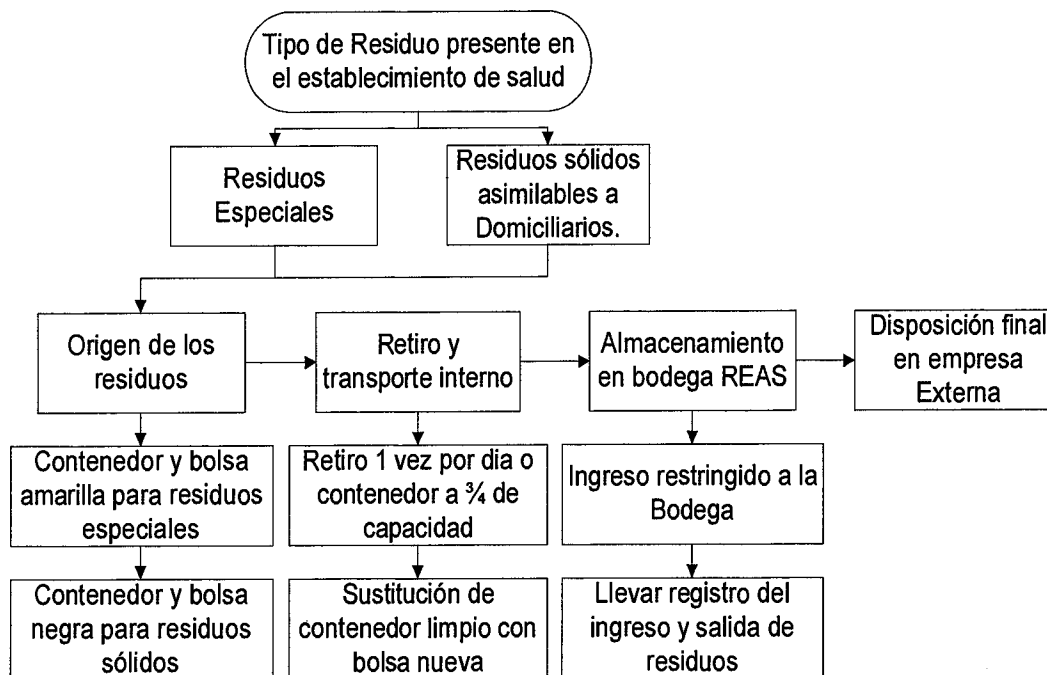 Tipo de Residuo presente en
el establecimiento de salud
Residuos
Especiales
Residuos sólidos
asimilables a
Domiciliarios.
Origen de los
residuos
Retiro y
transporte interno
Almacenamiento
en bodega REAS
Disposición final
en empresa
Externa
Contenedor y bolsa
amarilla para residuos
especiales
Retiro 1 vez por dia o
contenedor a ¾ de
capacidad
Ingreso restringido a la
Bodega
Contenedor y bolsa
negra para residuos
sólidos
Sustitución de
contenedor limpio con
bolsa nueva
Llevar registro del
ingreso y salida de
residuos